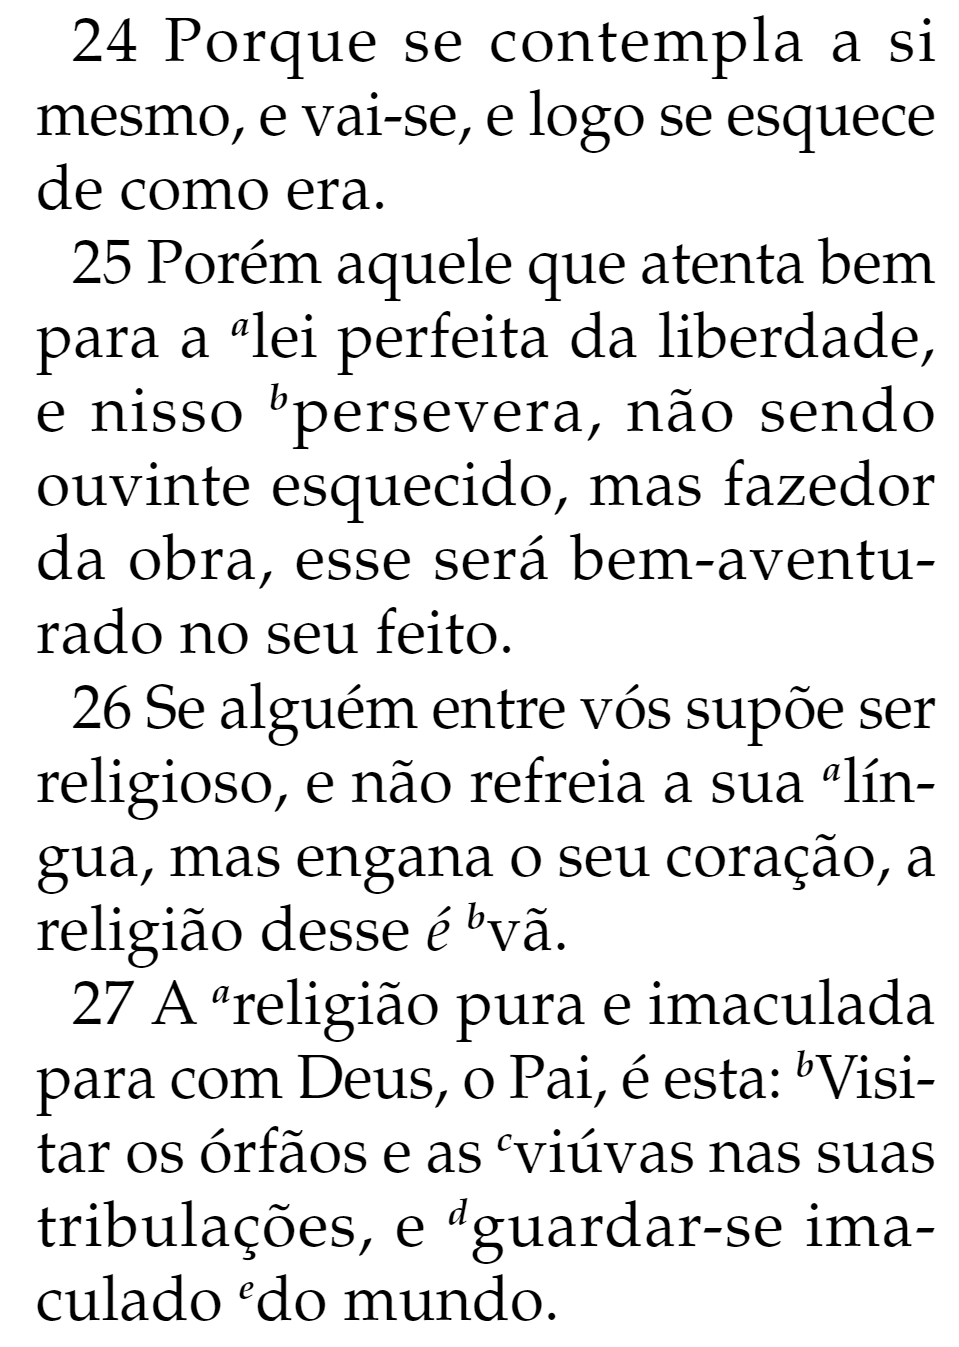 24 Porque se contempla a si
mesmo, e vai-se, e logo se esquece
de como era.
25 Porém aquele que atenta bem
para a alei perfeita da liberdade,
e nisso bpersevera, não sendo
ouvinte esquecido, mas fazedor
da obra, esse será bem-aventu-
rado no seu feito.
26 Se alguém entre vós supõe ser
religioso, e não refreia a sua alín-
gua, mas engana o seu coração, a
religião desse é bvã.
27 A areligião pura e imaculada
para com Deus, o Pai, é esta: bVisi-
tar os órfãos e as cviúvas nas suas
tribulações, e dguardar-se ima-
culado edo mundo.